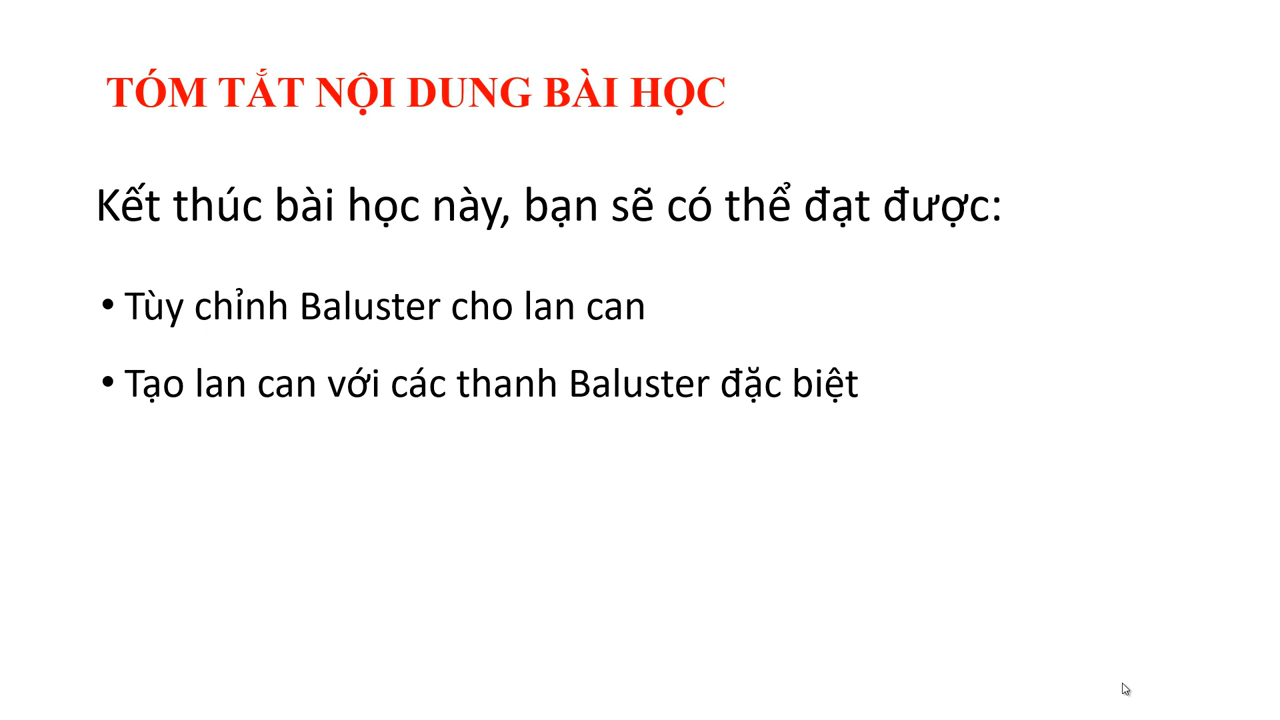 TÓM TẮT NỘI DUNG BÀI HỌC
Kết thúc bài học này, bạn sẽ có thể đạt được:
• Tùy chỉnh Baluster cho lan can
• Tạo lan can với các thanh Baluster đặc biệt